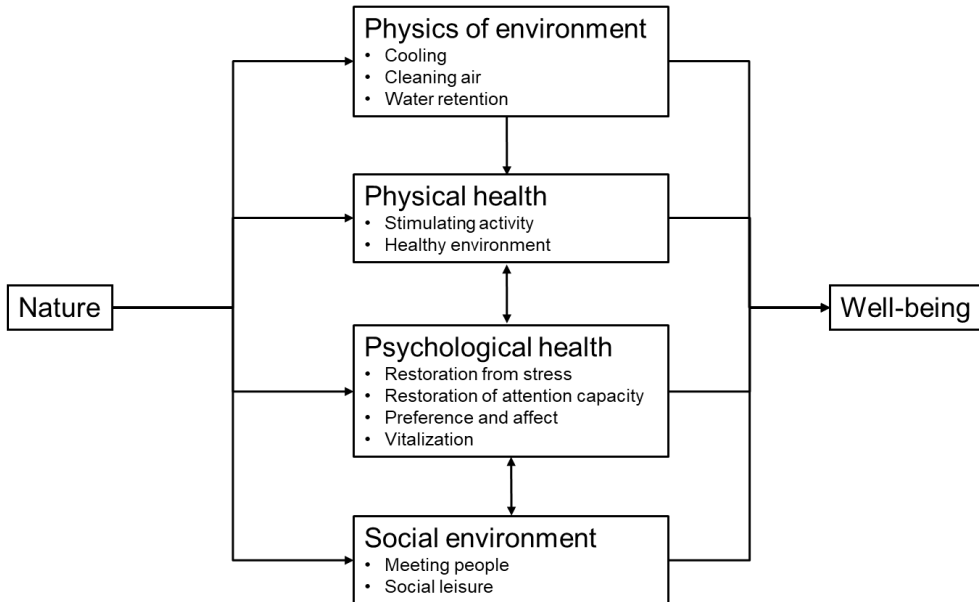 Physics of environment
• Cooling
• Cleaning air
• Water retention
Physical health
• Stimulating activity
• Healthy environment
Nature
Well-being
Psychological health
• Restoration from stress
• Restoration of attention capacity
• Preference and affect
• Vitalization
Social environment
• Meeting people
• Social leisure